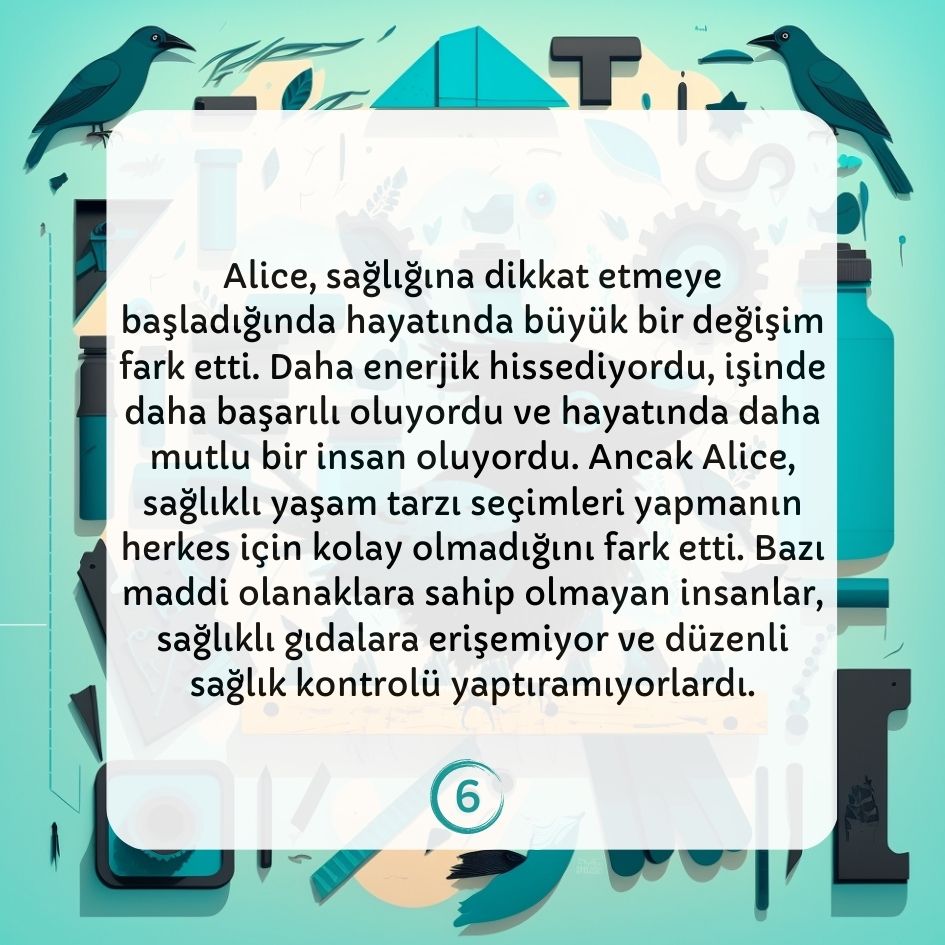 Alice, sağlığına dikkat etmeye
başladığında hayatında büyük bir değişim
fark etti. Daha enerjik hissediyordu, işinde
daha başarılı oluyordu ve hayatında daha
mutlu bir insan oluyordu. Ancak Alice,
sağlıklı yaşam tarzı seçimleri yapmanın
herkes için kolay olmadığını fark etti. Bazı
maddi olanaklara sahip olmayan insanlar,
sağlıklı gıdalara erişemiyor ve düzenli
sağlık kontrolü yaptıramıyorlardı.
6